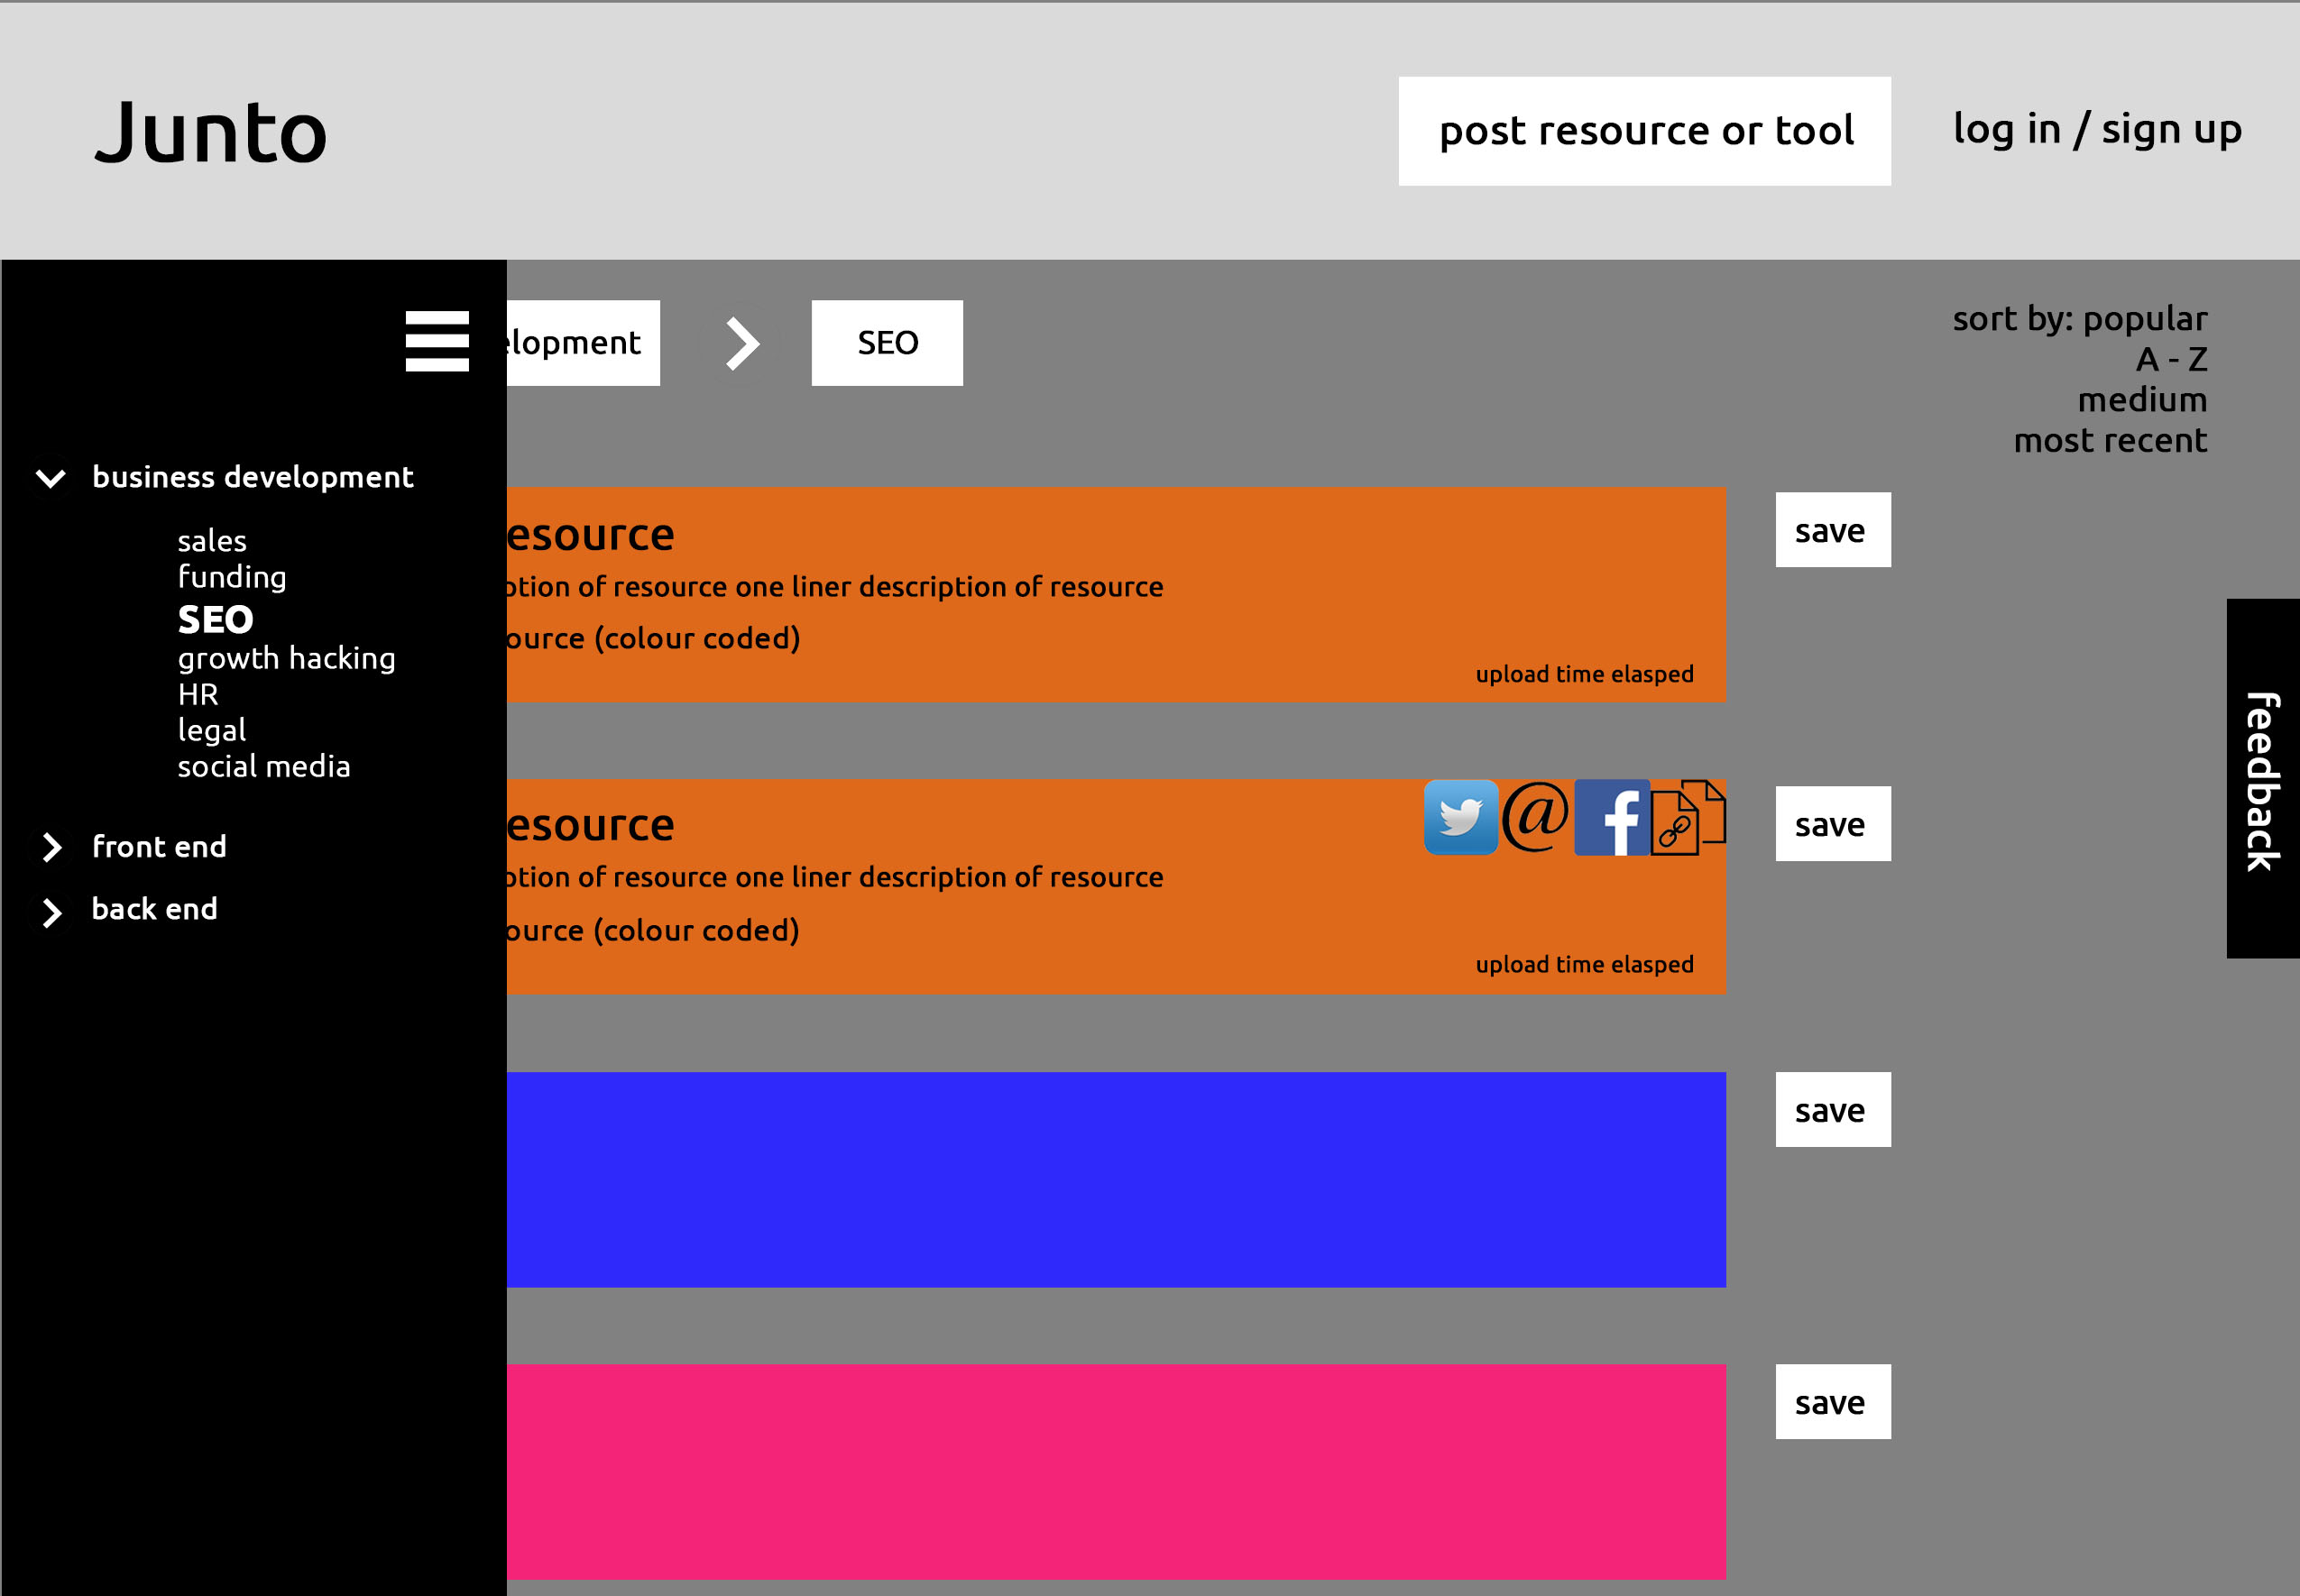 Junto
post resource or tool
log in / sign up
elopment
SEO
sort by: popular
A - Z
medium
most recent
business development
sales
funding
SEO
growth hacking
HR
legal
social media
front end
back end
esource
ption of resource one liner description of resource
ource (colour coded)
upload time elasped
save
esource
@
ption of resource one liner description of resource
ource (colour coded)
upload time elasped
save
save
save
feedback